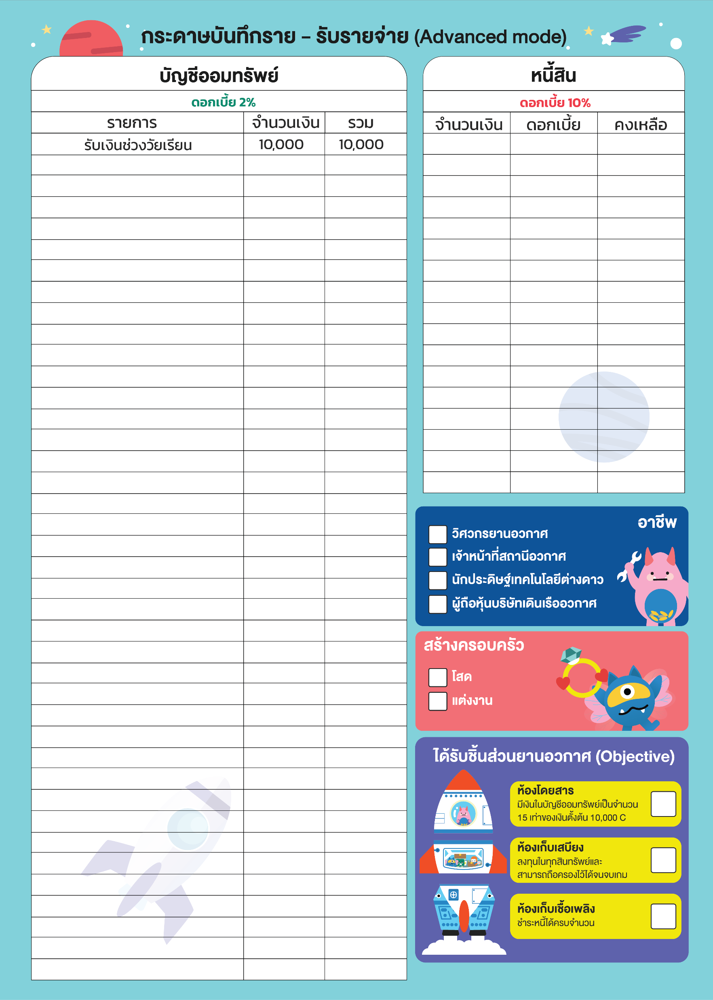 กระดาษบันทึกราย - รับรายจ่าย (Advanced mode)
บัญชีออมทรัพย์
ดอกเบี้ย 2%
รายการ จำนวนเงิน รวม
รับเงินช่วงวัยเรียน 10,000 10,000
หนี้สิน
ดอกเบี้ย 10%
จำนวนเงิน ดอกเบี้ย คงเหลือ
อาชีพ
วิศวกรยานอวกาศ
เจ้าหน้าที่สถานีอวกาศ
นักประดิษฐ์เทคโนโลยีต่างดาว
ผู้ถือหุ้นบริษัทเดินเรืออวกาศ
สร้างครอบครัว
โสด
แต่งงาน
ได้รับชิ้นส่วนยานอวกาศ (Objective)
ห้องโดยสาร
มีเงินในบัญชีออมทรัพย์เป็นจำนวน
15 เท่าของเงินตั้งต้น 10,000 C
ห้องเก็บเสบียง
ลงทุนในทุกสินทรัพย์และ
สามารถถือครองไว้ได้จนจบเกม
ห้องเก็บเชื้อเพลิง
ชำระหนี้ได้ครบจำนวน